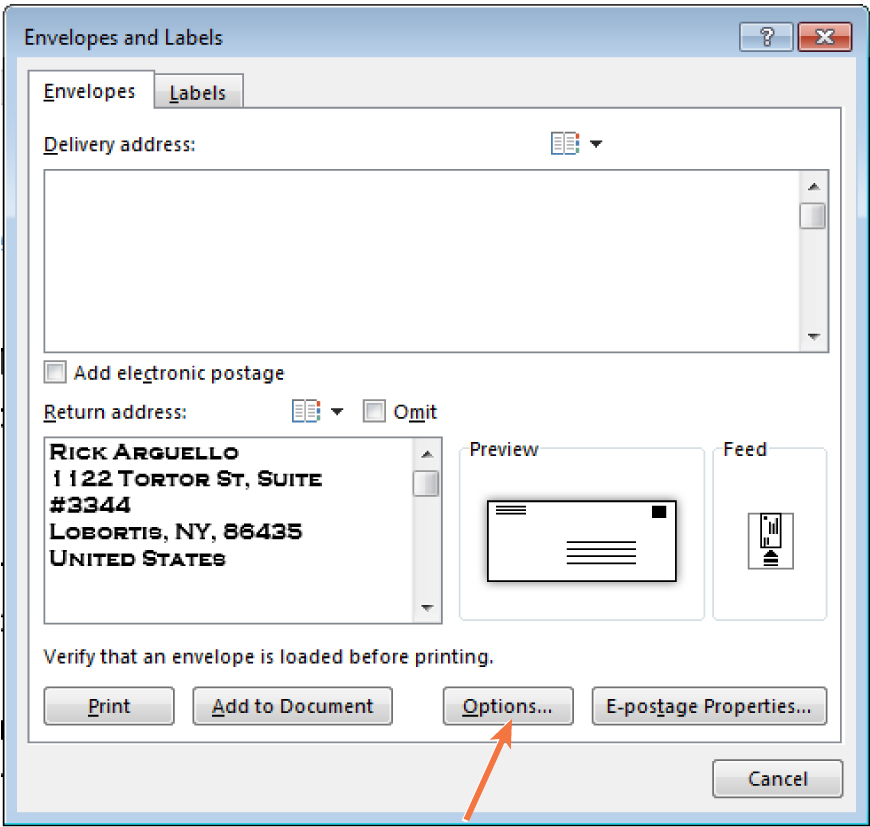 Envelopes and Labels
Envelopes Labels
Delivery address:
Add electronic postage
Return address: Omit
RICK ARGUELLO
1122 TORTOR ST, SUITE
#3344
LOBORTIS, NY, 86435
UNITED STATES
Preview
Feed
Verify that an envelope is loaded before printing.
Print Add to Document Options... E-postage Properties...
Cancel